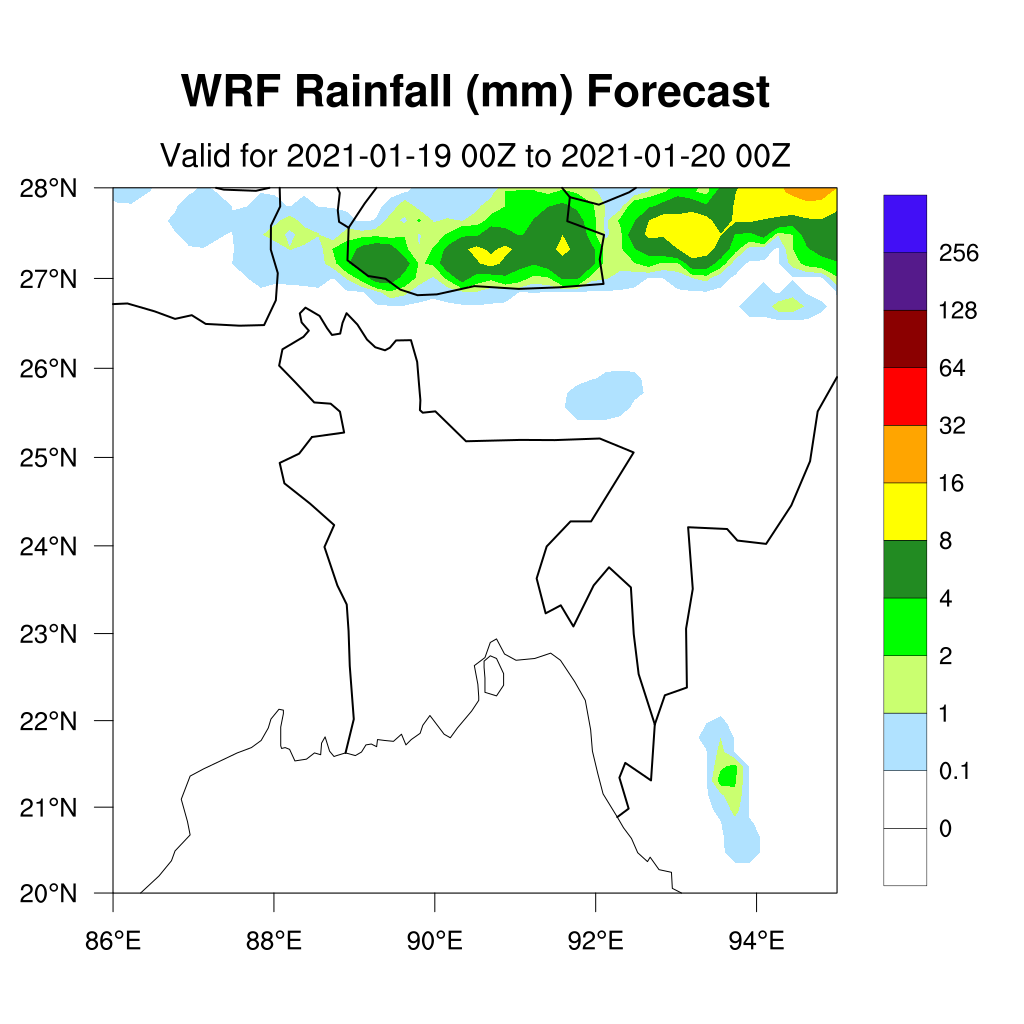 WRF Rainfall (mm) Forecast
Valid for 2021-01-19 00Z to 2021-01-20 00Z
28°N
27°N
26°N
25°N
24°N
23°N
22°N
21°N
20°N
86°E 88°E 90°E 92°E 94°E
256
128
64
32
16
8
4
2
1
0.1
0